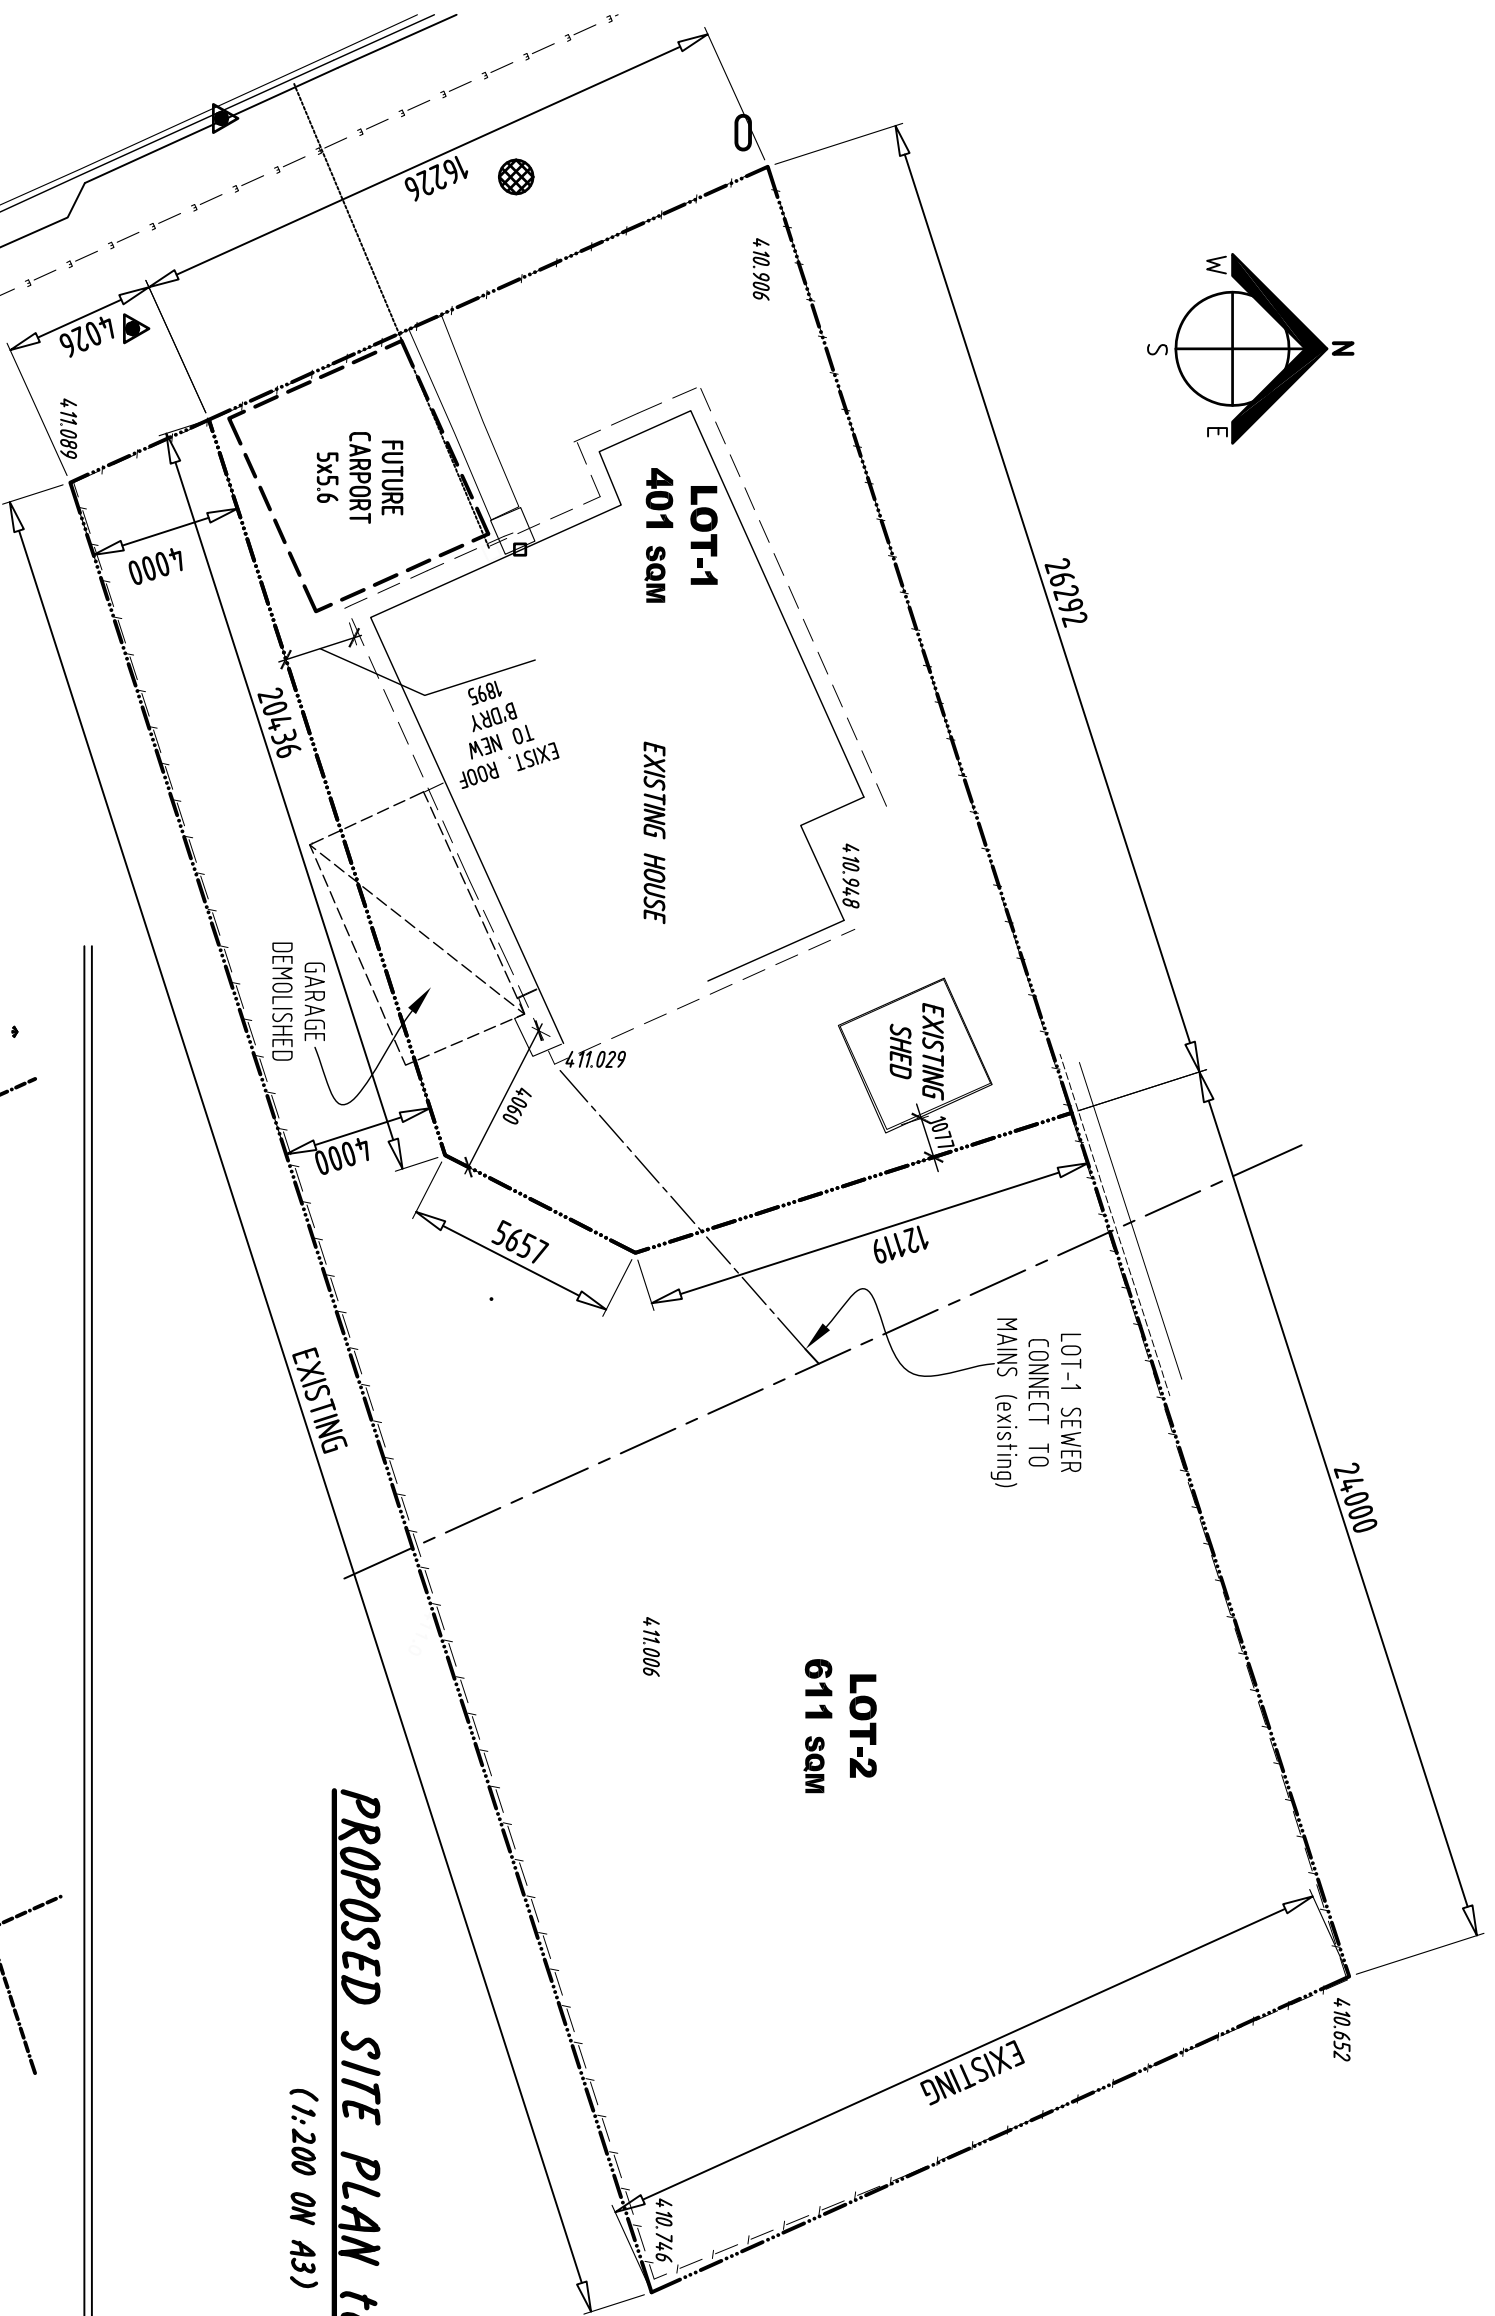 W
N
E
S
16226
4026
411.089
410.906
4000
FUTURE
CARPORT
5x5.6
LOT-1
401 SQM
26292
20436
EXIST. ROOF
TO NEW
B'DRY
1895
EXISTING HOUSE
410.948
GARAGE
DEMOLISHED
411.029
4060
EXISTING
SHED
1077
4000
5657
12119
LOT-1 SEWER
CONNECT TO
MAINS (existing)
EXISTING
24000
411.006
LOT-2
611 SQM
410.652
EXISTING
410.746
PROPOSED SITE PLAN
(1:200 ON A3)
E E E E E E E E E E E E E E E